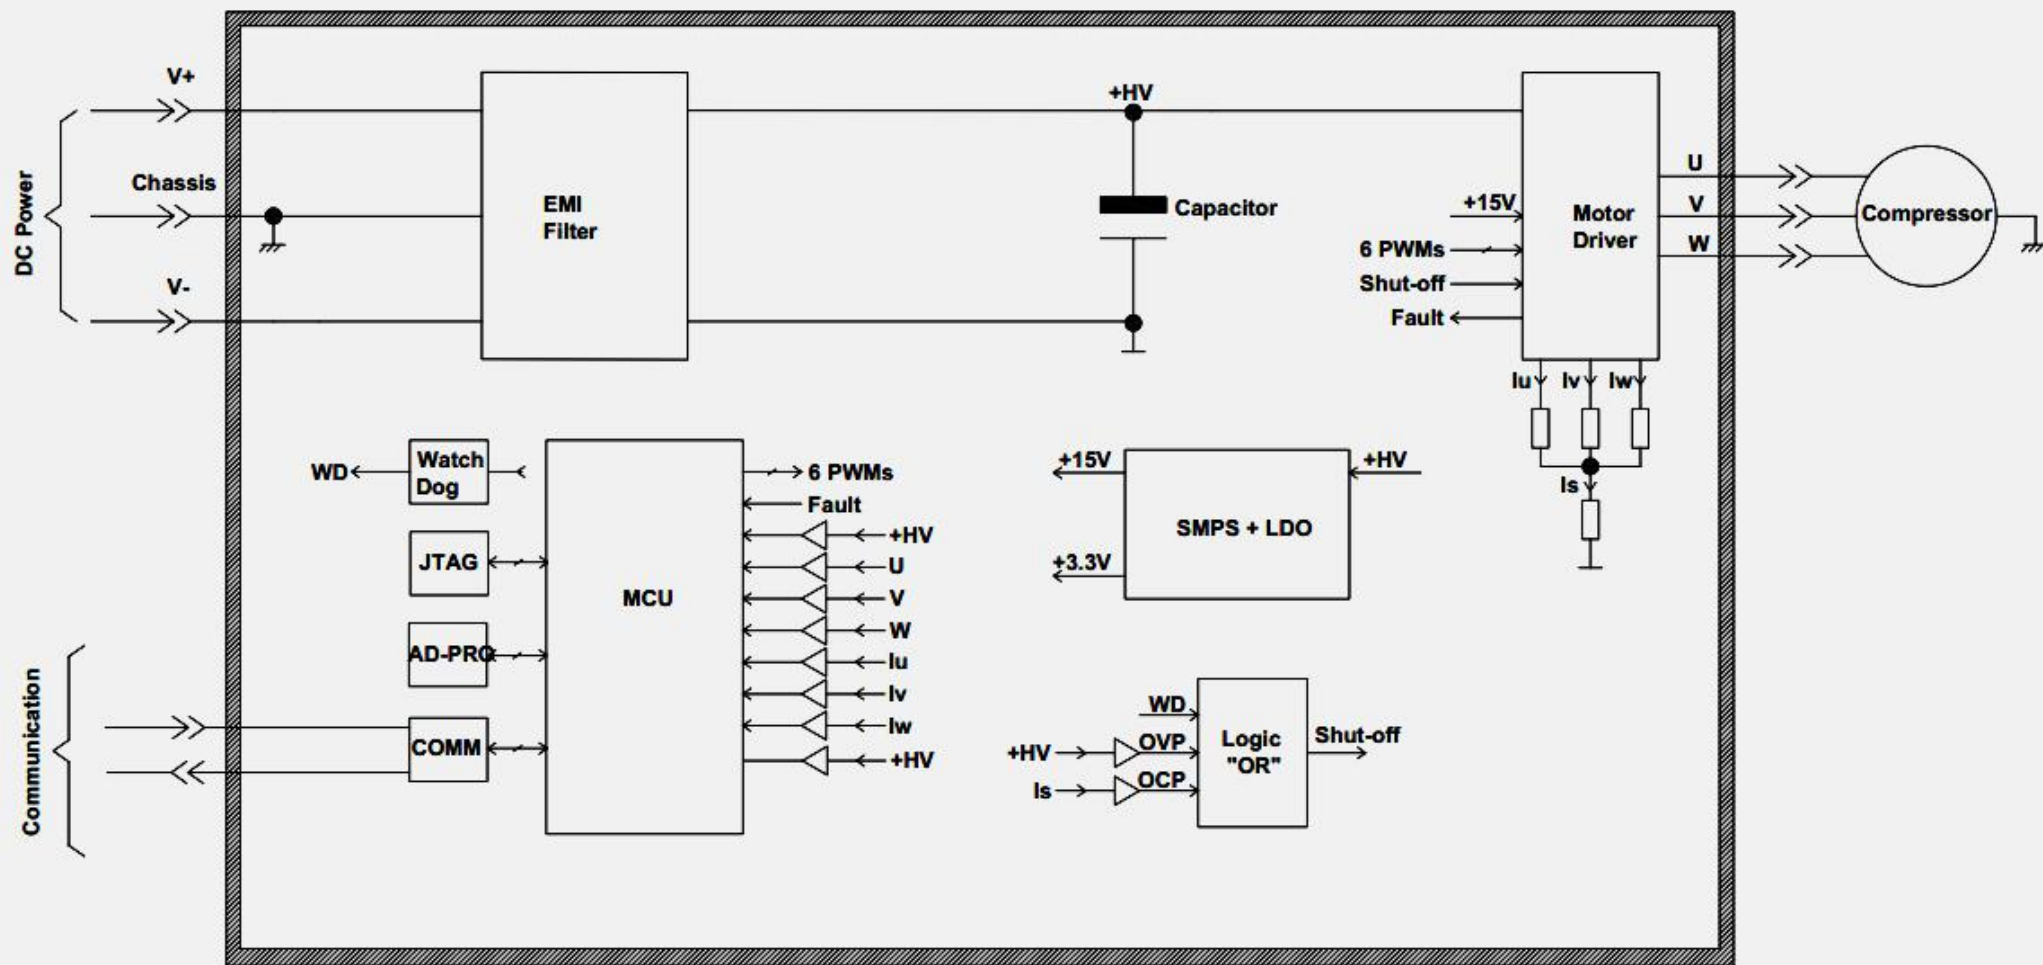 V+
+HV
Chassis
DC Power
V-
EMI
Filter
Capacitor
+15V
6 PWMs
Shut-off
Fault
Motor
Driver
U
V
W
Compressor
Iu
Iv
Iw
Is
WD
Watch
Dog
JTAG
AD-PRO
COMM
Communication
MCU
6 PWMs
Fault
+HV
U
V
W
Iu
Iv
Iw
+HV
+15V
+3.3V
SMPS + LDO
+HV
WD
+HV
OVP
Is
OCP
Logic
"OR"
Shut-off